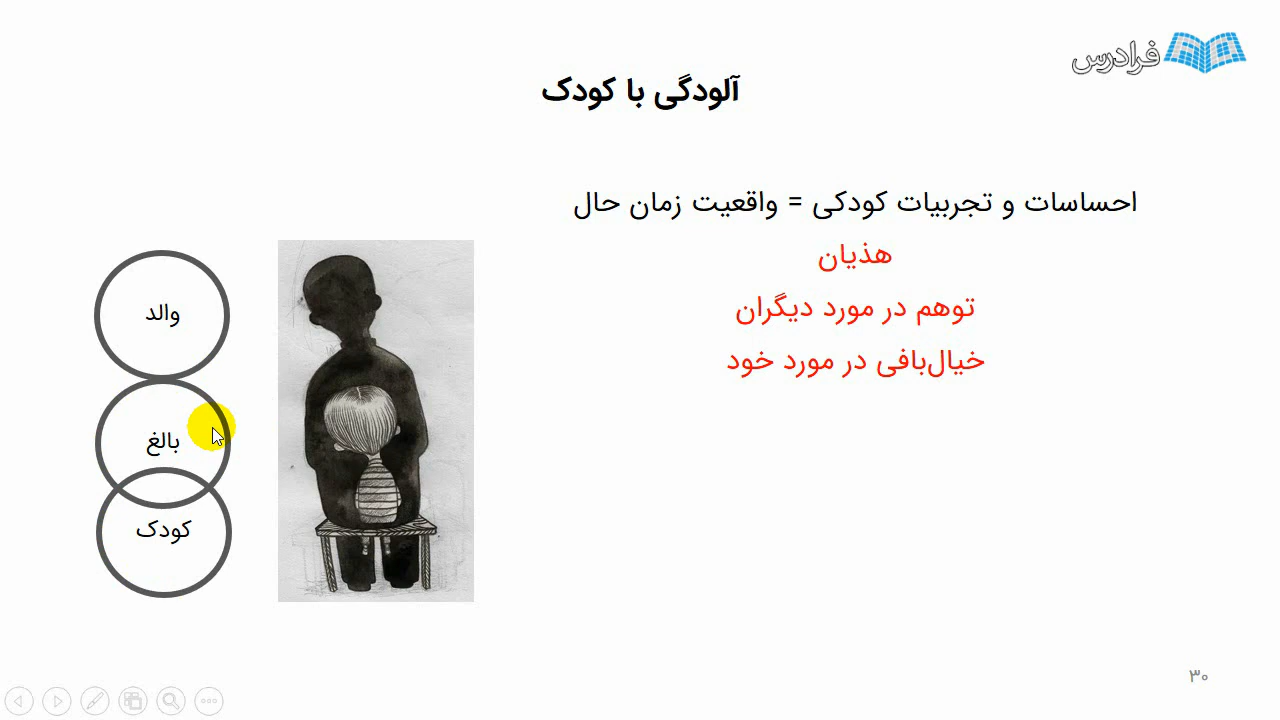 فرادرس
آلودگی با کودک
احساسات و تجربیات کودکی = واقعیت زمان حال
هذیان
توهم در مورد دیگران
خیال‌بافی در مورد خود
والد
بالغ
کودک
۳۰